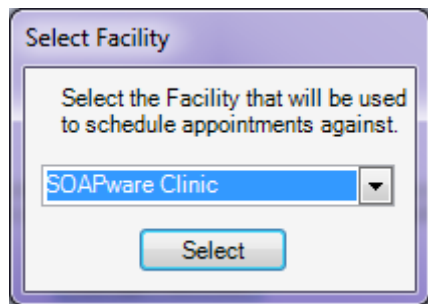 Select Facility
Select the Facility that will be used
to schedule appointments against.
SOAPware Clinic
Select